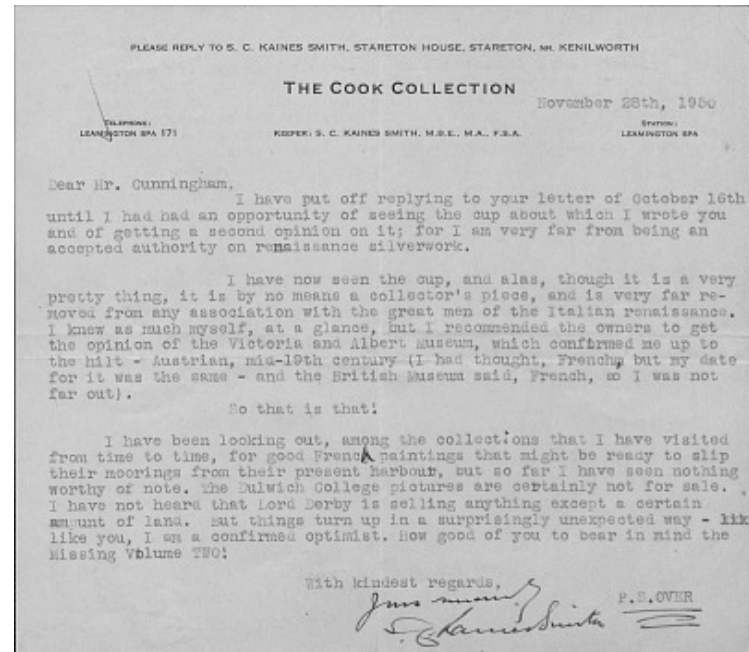 PLEASE REPLY TO S. C. KAINES SMITH, STARETON HOUSE, STARETON, NR. KENILWORTH
THE COOK COLLECTION
November 28th, 1950
TELEPHONE:
LEAMINGTON SPA 171
KEEPER: S. C. KAINES SMITH, M.B.E., M.A., F.S.A.
STATION:
LEAMINGTON SPA
Dear Mr. Cunningham,
I have put off replying to your letter of October 16th
until I had had an opportunity of seeing the cup about which I wrote you
and of getting a second opinion on it; for I am very far from being an
accepted authority on renaissance silverwork.
I have now seen the cup, and alas, though it is a very
pretty thing, it is by no means a collector's piece, and is very far re-
moved from any association with the great men of the Italian renaissance.
I knew as much myself, at a glance, but I recommended the owners to get
the opinion of the Victoria and Albert Museum, which confirmed me up to
the hilt - Austrian, mid-19th century (I had thought, French, but my date
for it was the same - and the British Museum said, French, so I was not
far out).
So that is that!
I have been looking out, among the collections that I have visited
from time to time, for good French paintings that might be ready to slip
their moorings from their present harbour, but so far I have seen nothing
worthy of note. The Dulwich College pictures are certainly not for sale.
I have not heard that Lord Derby is selling anything except a certain
amount of land. But things turn up in a surprisingly unexpected way - lik
like you, I am a confirmed optimist. How good of you to bear in mind the
Missing Volume TWO!
With kindest regards,
P.S.OVER
S. C. Kaines Smith